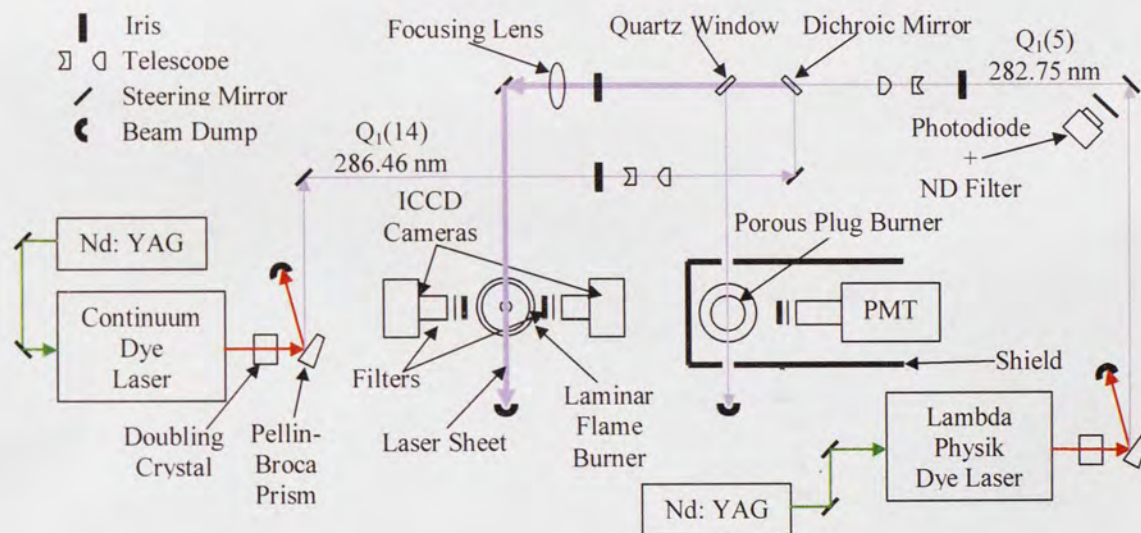 Iris
Telescope
Steering Mirror
Beam Dump
Focusing Lens
Quartz Window
Dichroic Mirror
Q₁(5)
282.75 nm
Photodiode
+
ND Filter
Q₁(14)
286.46 nm
ICCD
Cameras
Porous Plug Burner
Nd: YAG
Continuum
Dye
Laser
PMT
Filters
Shield
Laser Sheet
Laminar
Flame
Burner
Doubling
Crystal
Pellin-
Broca
Prism
Lambda
Physik
Dye Laser
Nd: YAG